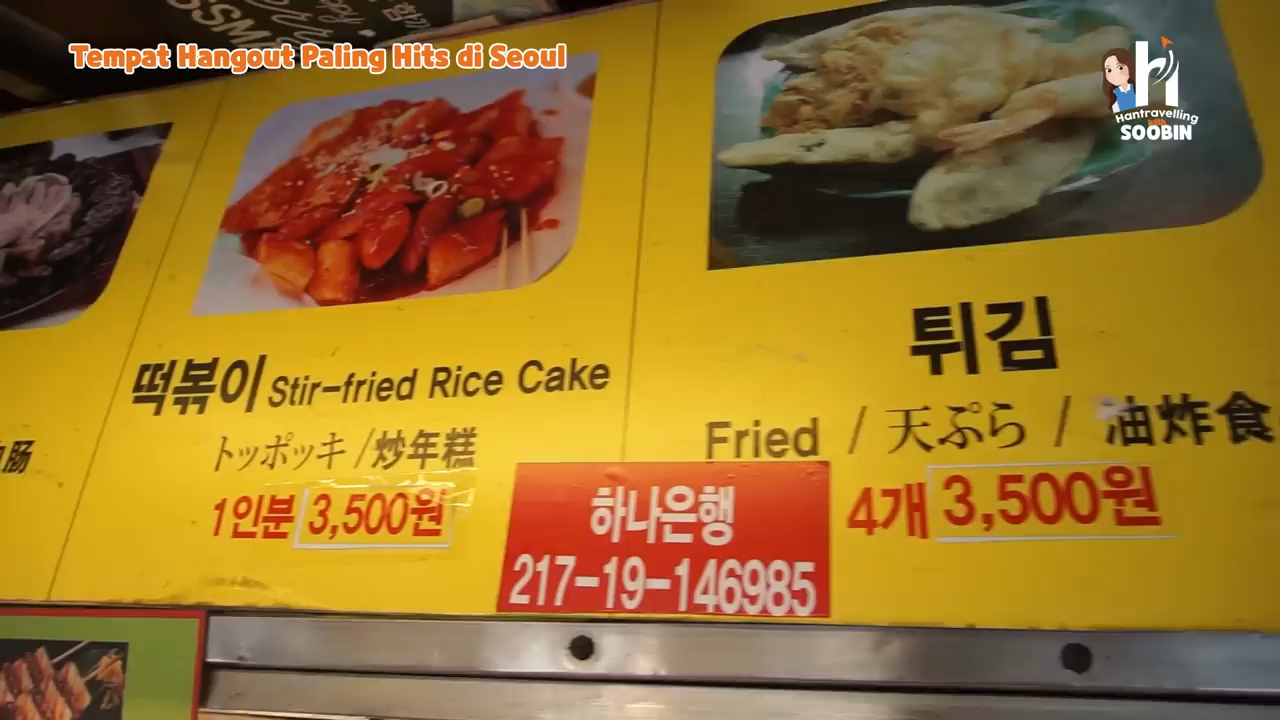 Tempat Hangout Paling Hits di Seoul
Hantravelling
with
SOOBIN
떡볶이 Stir-fried Rice Cake
トッポッキ /炒年糕
1인분 3,500원
튀김
Fried / 天ぷら / 油炸食
4개 3,500원
하나은행
217-19-146985
肠